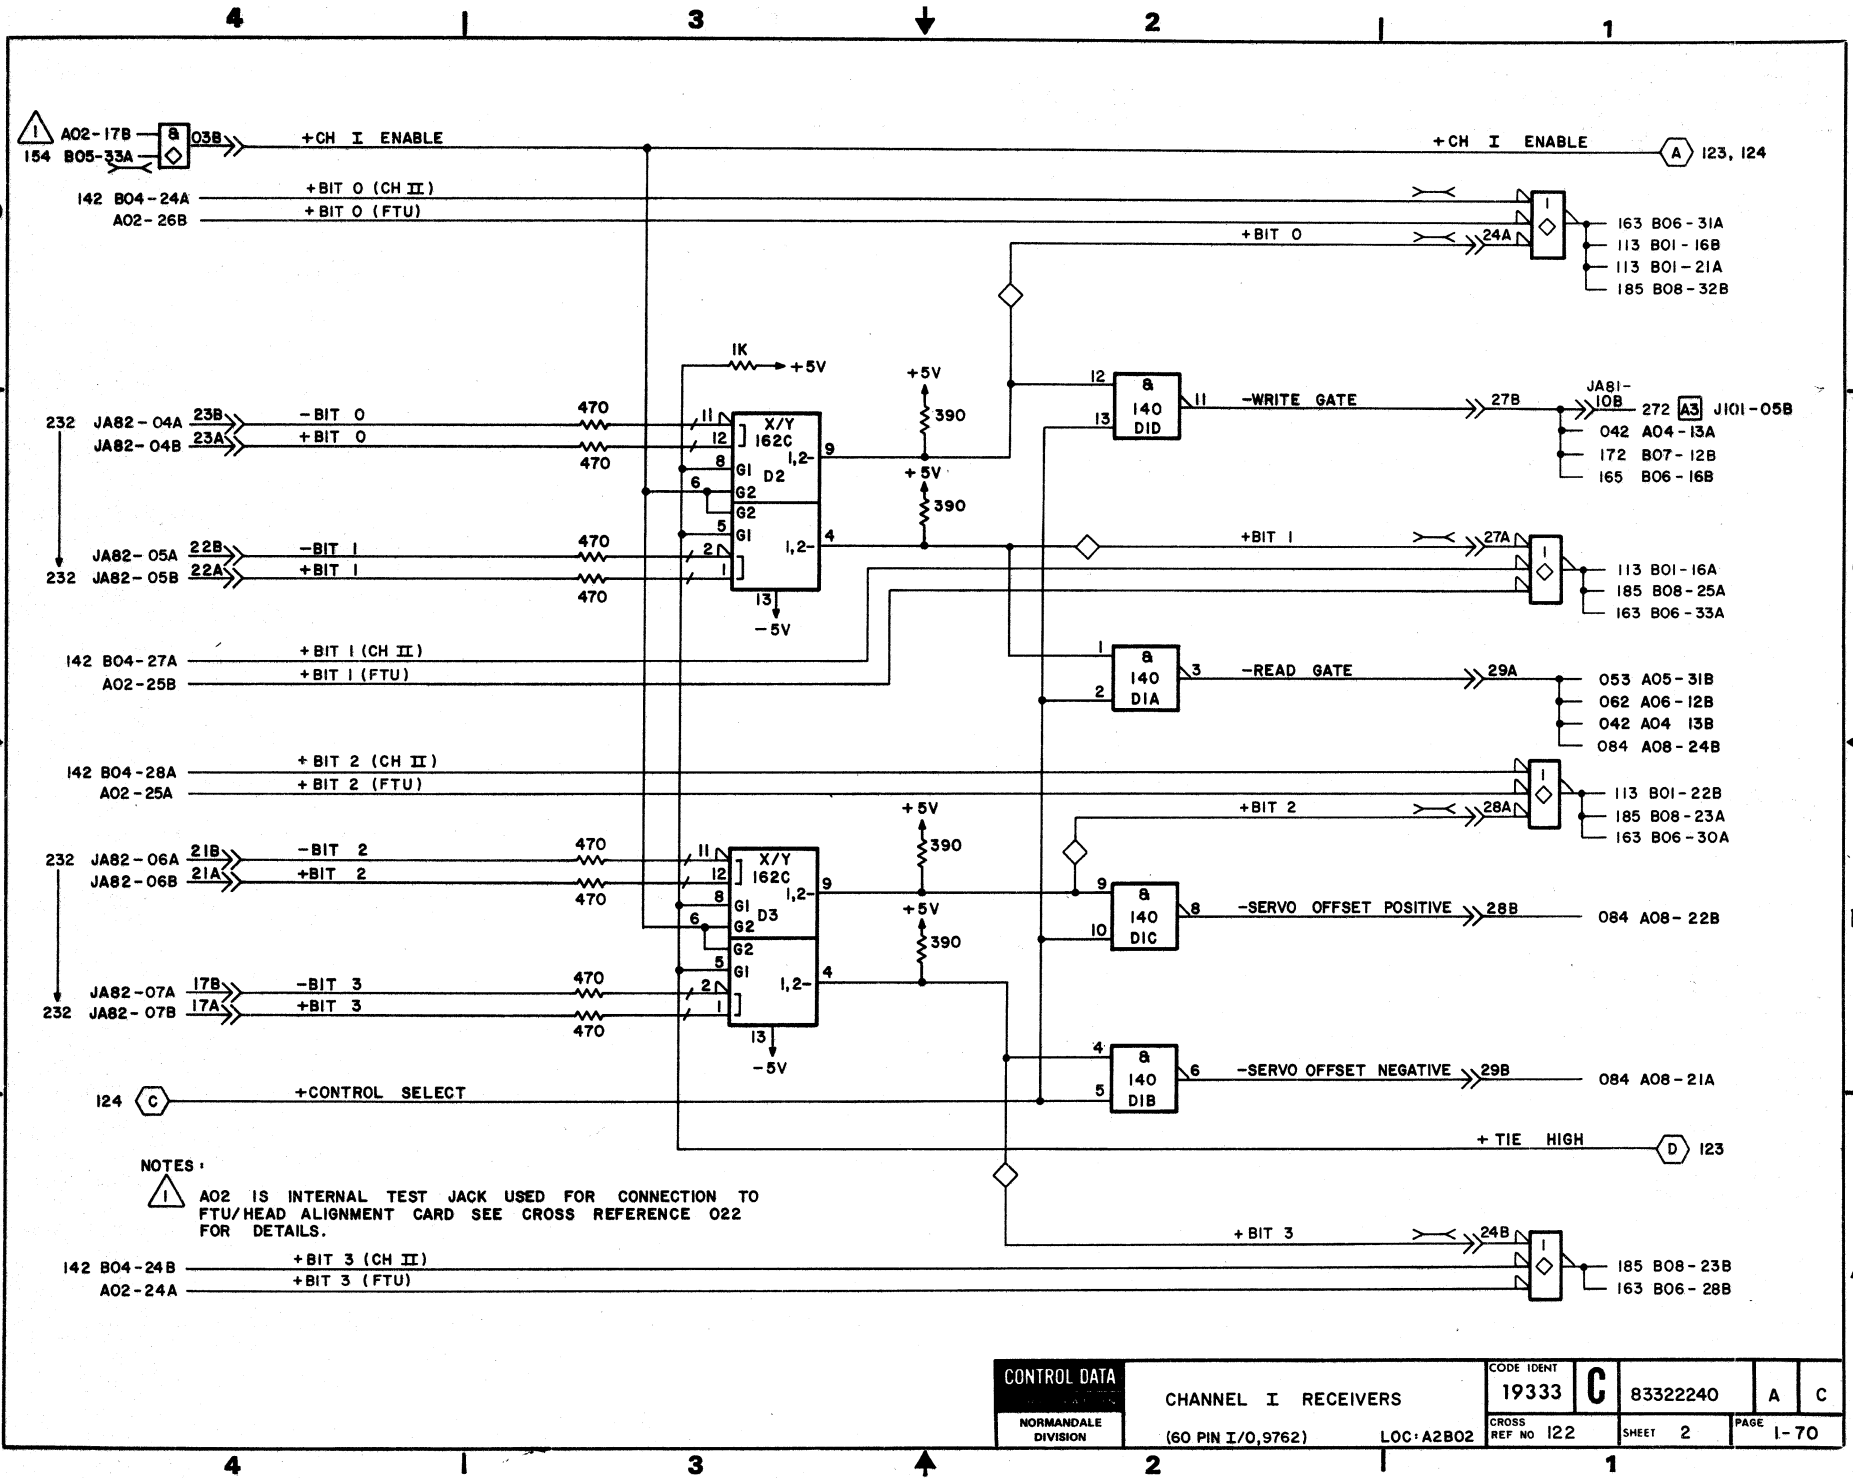 4 3 2 1
1 A02-17B & 03B +CH I ENABLE +CH I ENABLE A 123, 124
154 B05-33A
142 B04-24A +BIT 0 (CH II) 1
A02-26B +BIT 0 (FTU) 163 B06-31A
+BIT 0 24A 113 B01-16B
113 B01-21A
185 B08-32B
1K +5V
+5V
390
12 & 11 -WRITE GATE 27B JA81-10B 272 A3 J101-05B
13 140
D1D
042 A04-13A
172 B07-12B
165 B06-16B
232 JA82-04A 23B -BIT 0 470 11 X/Y
JA82-04B 23A +BIT 0 470 12 162C
8 G1 1,2- 9
D2
6 G2
G2
5 G1
+5V
390
232 JA82-05A 22B -BIT 1 470 2 1,2- 4
JA82-05B 22A +BIT 1 470 1
13
-5V
+BIT 1 27A 1
113 B01-16A
185 B08-25A
163 B06-33A
142 B04-27A +BIT 1 (CH II)
A02-25B +BIT 1 (FTU)
1 & 3 -READ GATE 29A 053 A05-31B
2 140
D1A
062 A06-12B
042 A04 13B
084 A08-24B
142 B04-28A +BIT 2 (CH II) 1
A02-25A +BIT 2 (FTU) 113 B01-22B
+BIT 2 28A 185 B08-23A
163 B06-30A
+5V
390
232 JA82-06A 21B -BIT 2 470 11 X/Y
JA82-06B 21A +BIT 2 470 12 162C
8 G1 1,2- 9
D3
6 G2
G2
5 G1
+5V
390
9 & 8 -SERVO OFFSET POSITIVE 28B 084 A08-22B
10 140
D1C
JA82-07A 17B -BIT 3 470 2 1,2- 4
232 JA82-07B 17A +BIT 3 470 1
13
-5V
4 & 6 -SERVO OFFSET NEGATIVE 29B 084 A08-21A
5 140
D1B
124 C +CONTROL SELECT
+ TIE HIGH D 123
NOTES:
1 A02 IS INTERNAL TEST JACK USED FOR CONNECTION TO
FTU/HEAD ALIGNMENT CARD SEE CROSS REFERENCE 022
FOR DETAILS.
+BIT 3 24B 1
142 B04-24B +BIT 3 (CH II) 185 B08-23B
A02-24A +BIT 3 (FTU) 163 B06-28B
CONTROL DATA
NORMANDALE
DIVISION
CHANNEL I RECEIVERS
(60 PIN I/O,9762) LOC: A2B02
CODE IDENT
19333 C 83322240 A C
CROSS
REF NO 122 SHEET 2 PAGE 1-70
4 3 2 1